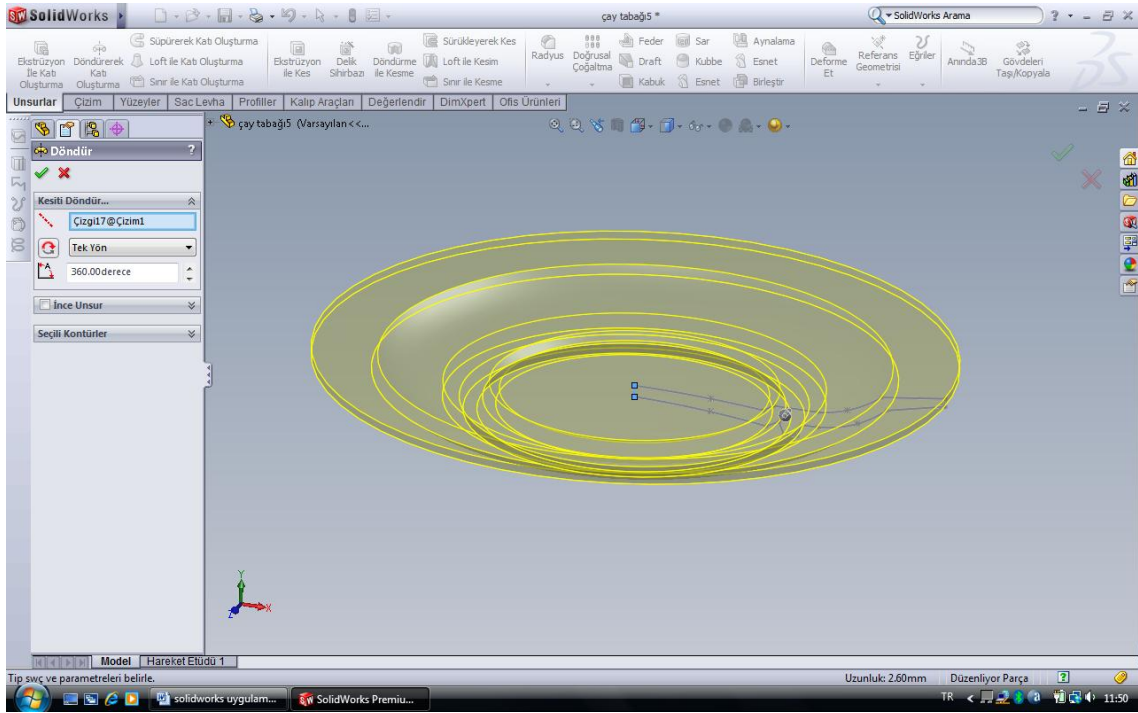 SolidWorks
çay tabağı5 *
SolidWorks Arama
Ekstrüzyon İle Katı Oluşturma
Döndürerek Katı Oluşturma
Süpürerek Katı Oluşturma
Loft ile Katı Oluşturma
Sınır ile Katı Oluşturma
Ekstrüzyon ile Kes
Delik Shirbazı
Döndürme ile Kesme
Sürükleyerek Kes
Loft ile Kesim
Sınır ile Kesme
Radyus
Doğrusal Çoğaltma
Feder
Draft
Kabuk
Sar
Kubbe
Esnet
Aynalama
Esnet
Birleştir
Deforme Et
Referans Geometrisi
Eğriler
Anında3B
Gövdeleri Taşı/Kopyala
Unsurlar
Çizim
Yüzeyler
Sac Levha
Profiller
Kalıp Araçları
Değerlendir
DimXpert
Ofis Ürünleri
çay tabağı5 (Varsayılan<<...
Döndür
?
Kesiti Döndür...
Çizgi17@Çizim1
Tek Yön
360.00derece
İnce Unsur
Seçili Kontürler
Y
X
Z
Model
Hareket Etüdü 1
Tip swç ve parametreleri belirle.
Uzunluk: 2.60mm
Düzenliyor Parça
solidworks uygulam...
SolidWorks Premiu...
TR
11:50